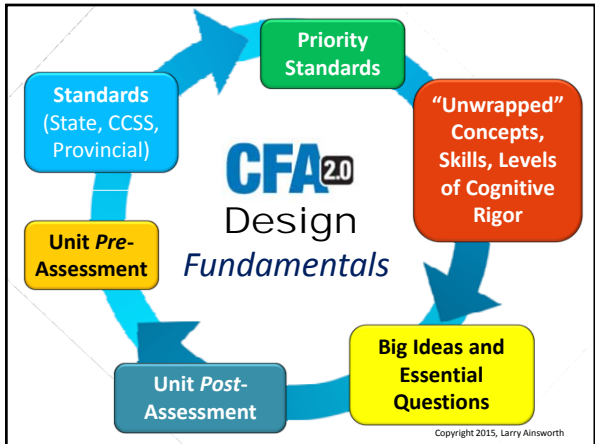 Priority
Standards
Standards
(State, CCSS,
Provincial)
“Unwrapped”
Concepts,
Skills, Levels
of Cognitive
Rigor
CFA 2.0
Design
Fundamentals
Unit Pre-
Assessment
Big Ideas and
Essential
Questions
Unit Post-
Assessment
Copyright 2015, Larry Ainsworth